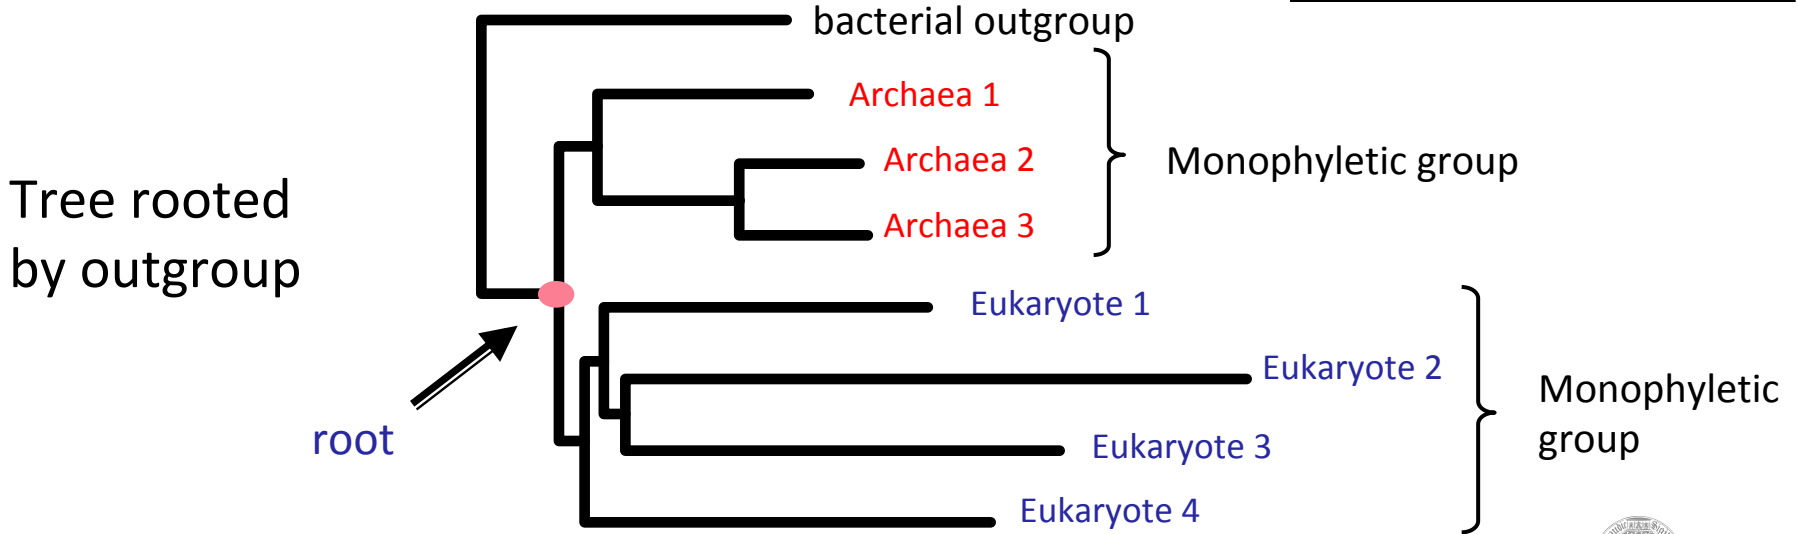 bacterial outgroup
Archaea 1
Archaea 2
Monophyletic group
Archaea 3
Tree rooted
by outgroup
Eukaryote 1
Eukaryote 2
Monophyletic
group
root
Eukaryote 3
Eukaryote 4